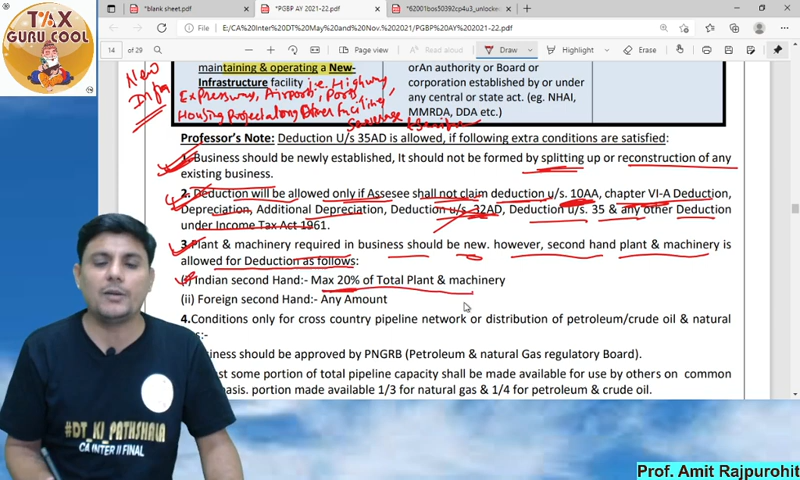 TAX
GURU COOL
*blank sheet.pdf
*PGBP AY 2021-22.pdf
*62001bos50392cp4u3_unlocked
E:/CA%20Inter%20DT%20May%20and%20Nov.%202021/PGBP%20AY%202021-22.pdf
14 of 29
Page view
Read aloud
Draw
Highlight
Erase
maintaining & operating a New-
Infrastructure facility i.e. Highway
Expressway, Airport, Ports,
Housing Project along Other facilities
New
Infra
orAn authority or Board or
corporation established by or under
any central or state act. (eg. NHAI,
MMRDA, DDA etc.)
Professor's Note: Deduction U/s 35AD is allowed, if following extra conditions are satisfied:
1. Business should be newly established, It should not be formed by splitting up or reconstruction of any
existing business.
2. Deduction will be allowed only if Assesee shall not claim deduction u/s. 10AA, chapter VI-A Deduction,
Depreciation, Additional Depreciation, Deduction u/s. 32AD, Deduction u/s. 35 & any other Deduction
under Income Tax Act 1961.
3. Plant & machinery required in business should be new. however, second hand plant & machinery is
allowed for Deduction as follows:
(i) Indian second Hand:- Max 20% of Total Plant & machinery
(ii) Foreign second Hand:- Any Amount
4.Conditions only for cross country pipeline network or distribution of petroleum/crude oil & natural
:-
should be approved by PNGRB (Petroleum & natural Gas regulatory Board).
some portion of total pipeline capacity shall be made available for use by others on common
portion made available 1/3 for natural gas & 1/4 for petroleum & crude oil.
#DT_KI_PATHSHALA
CA INTER II FINAL
Prof. Amit Rajpurohit